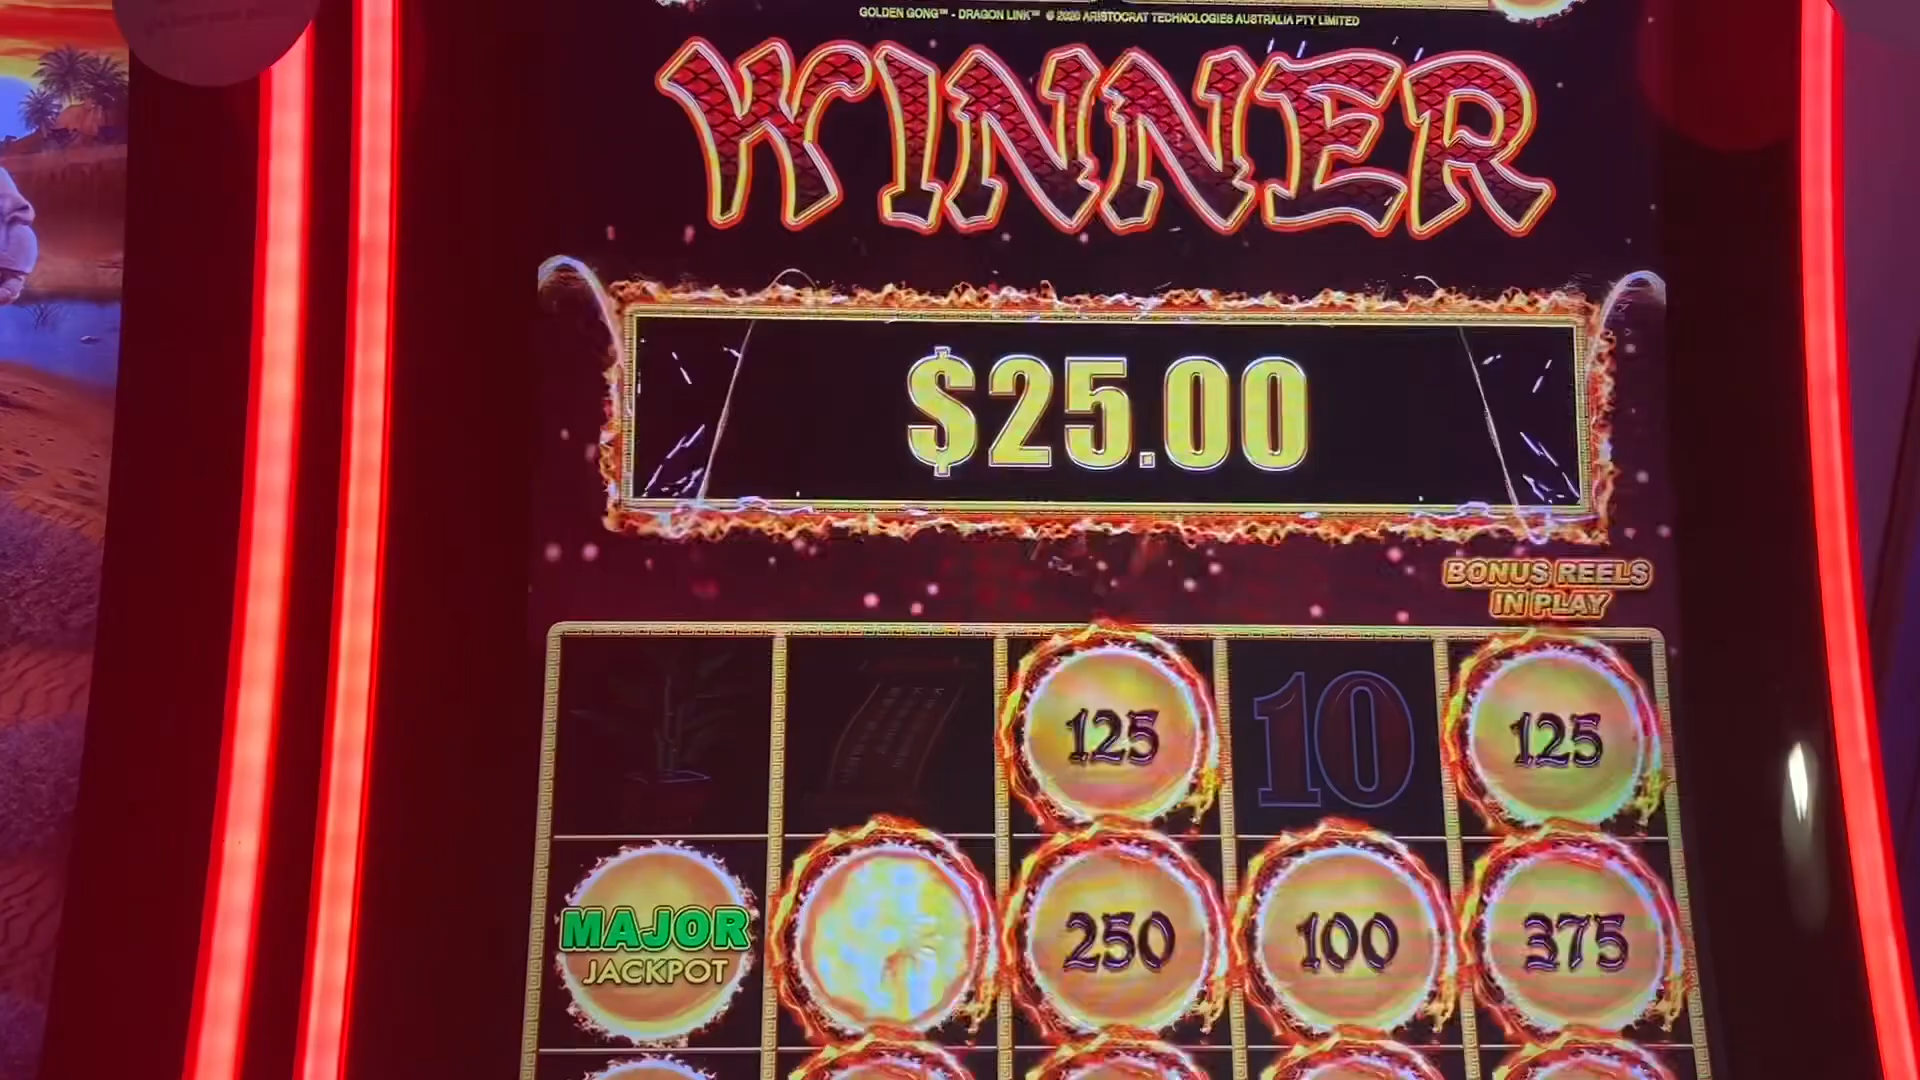 GOLDEN GONG™ - DRAGON LINK™ © 2020 ARISTOCRAT TECHNOLOGIES AUSTRALIA PTY LIMITED
WINNER
$25.00
BONUS REELS
IN PLAY
125
10
125
MAJOR
JACKPOT
250
100
375